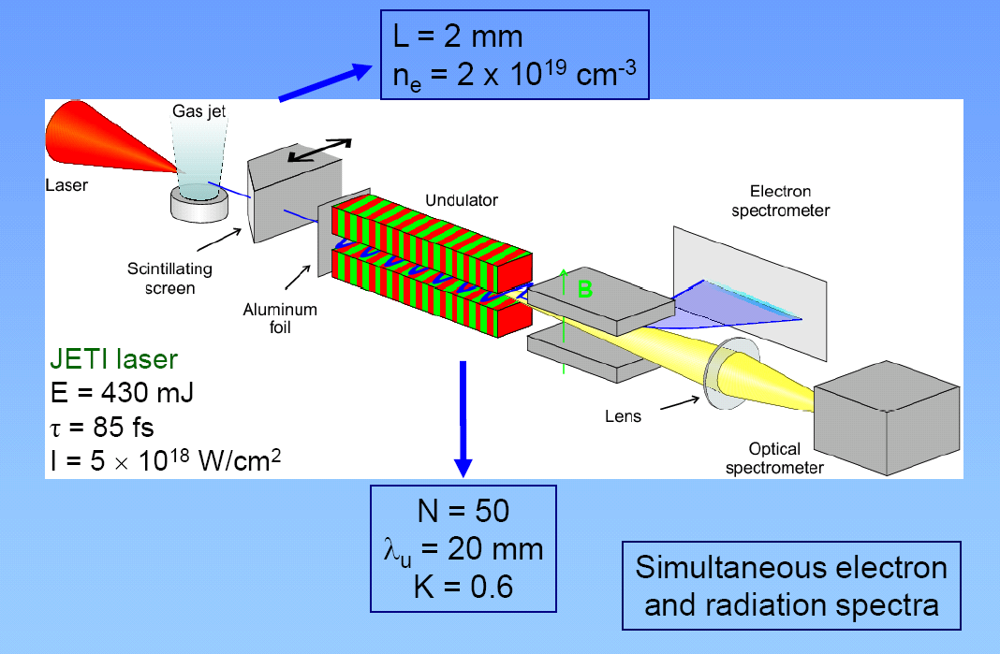 L = 2 mm
nₑ = 2 x 10¹⁹ cm⁻³
Gas jet
Laser
Scintillating
screen
Aluminum
foil
Undulator
B
Electron
spectrometer
Lens
Optical
spectrometer
JETI laser
E = 430 mJ
τ = 85 fs
I = 5 × 10¹⁸ W/cm²
N = 50
λᵤ = 20 mm
K = 0.6
Simultaneous electron
and radiation spectra